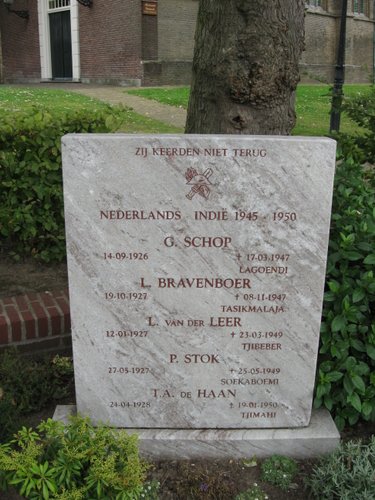 ZIJ KEERDEN NIET TERUG
NEDERLANDS INDIE 1945 - 1950
G. SCHOP
14-09-1926 † 17-03-1947
LAGOENDI
L. BRAVENBOER
19-10-1927 † 08-11-1947
TASIKMALAJA
L. VAN DER LEER
12-01-1927 † 23-03-1949
TJIBEBER
P. STOK
27-05-1927 † 25-05-1949
SOEKABOEMI
T.A. DE HAAN
24-04-1928 † 19-01-1950
TJIMAHI